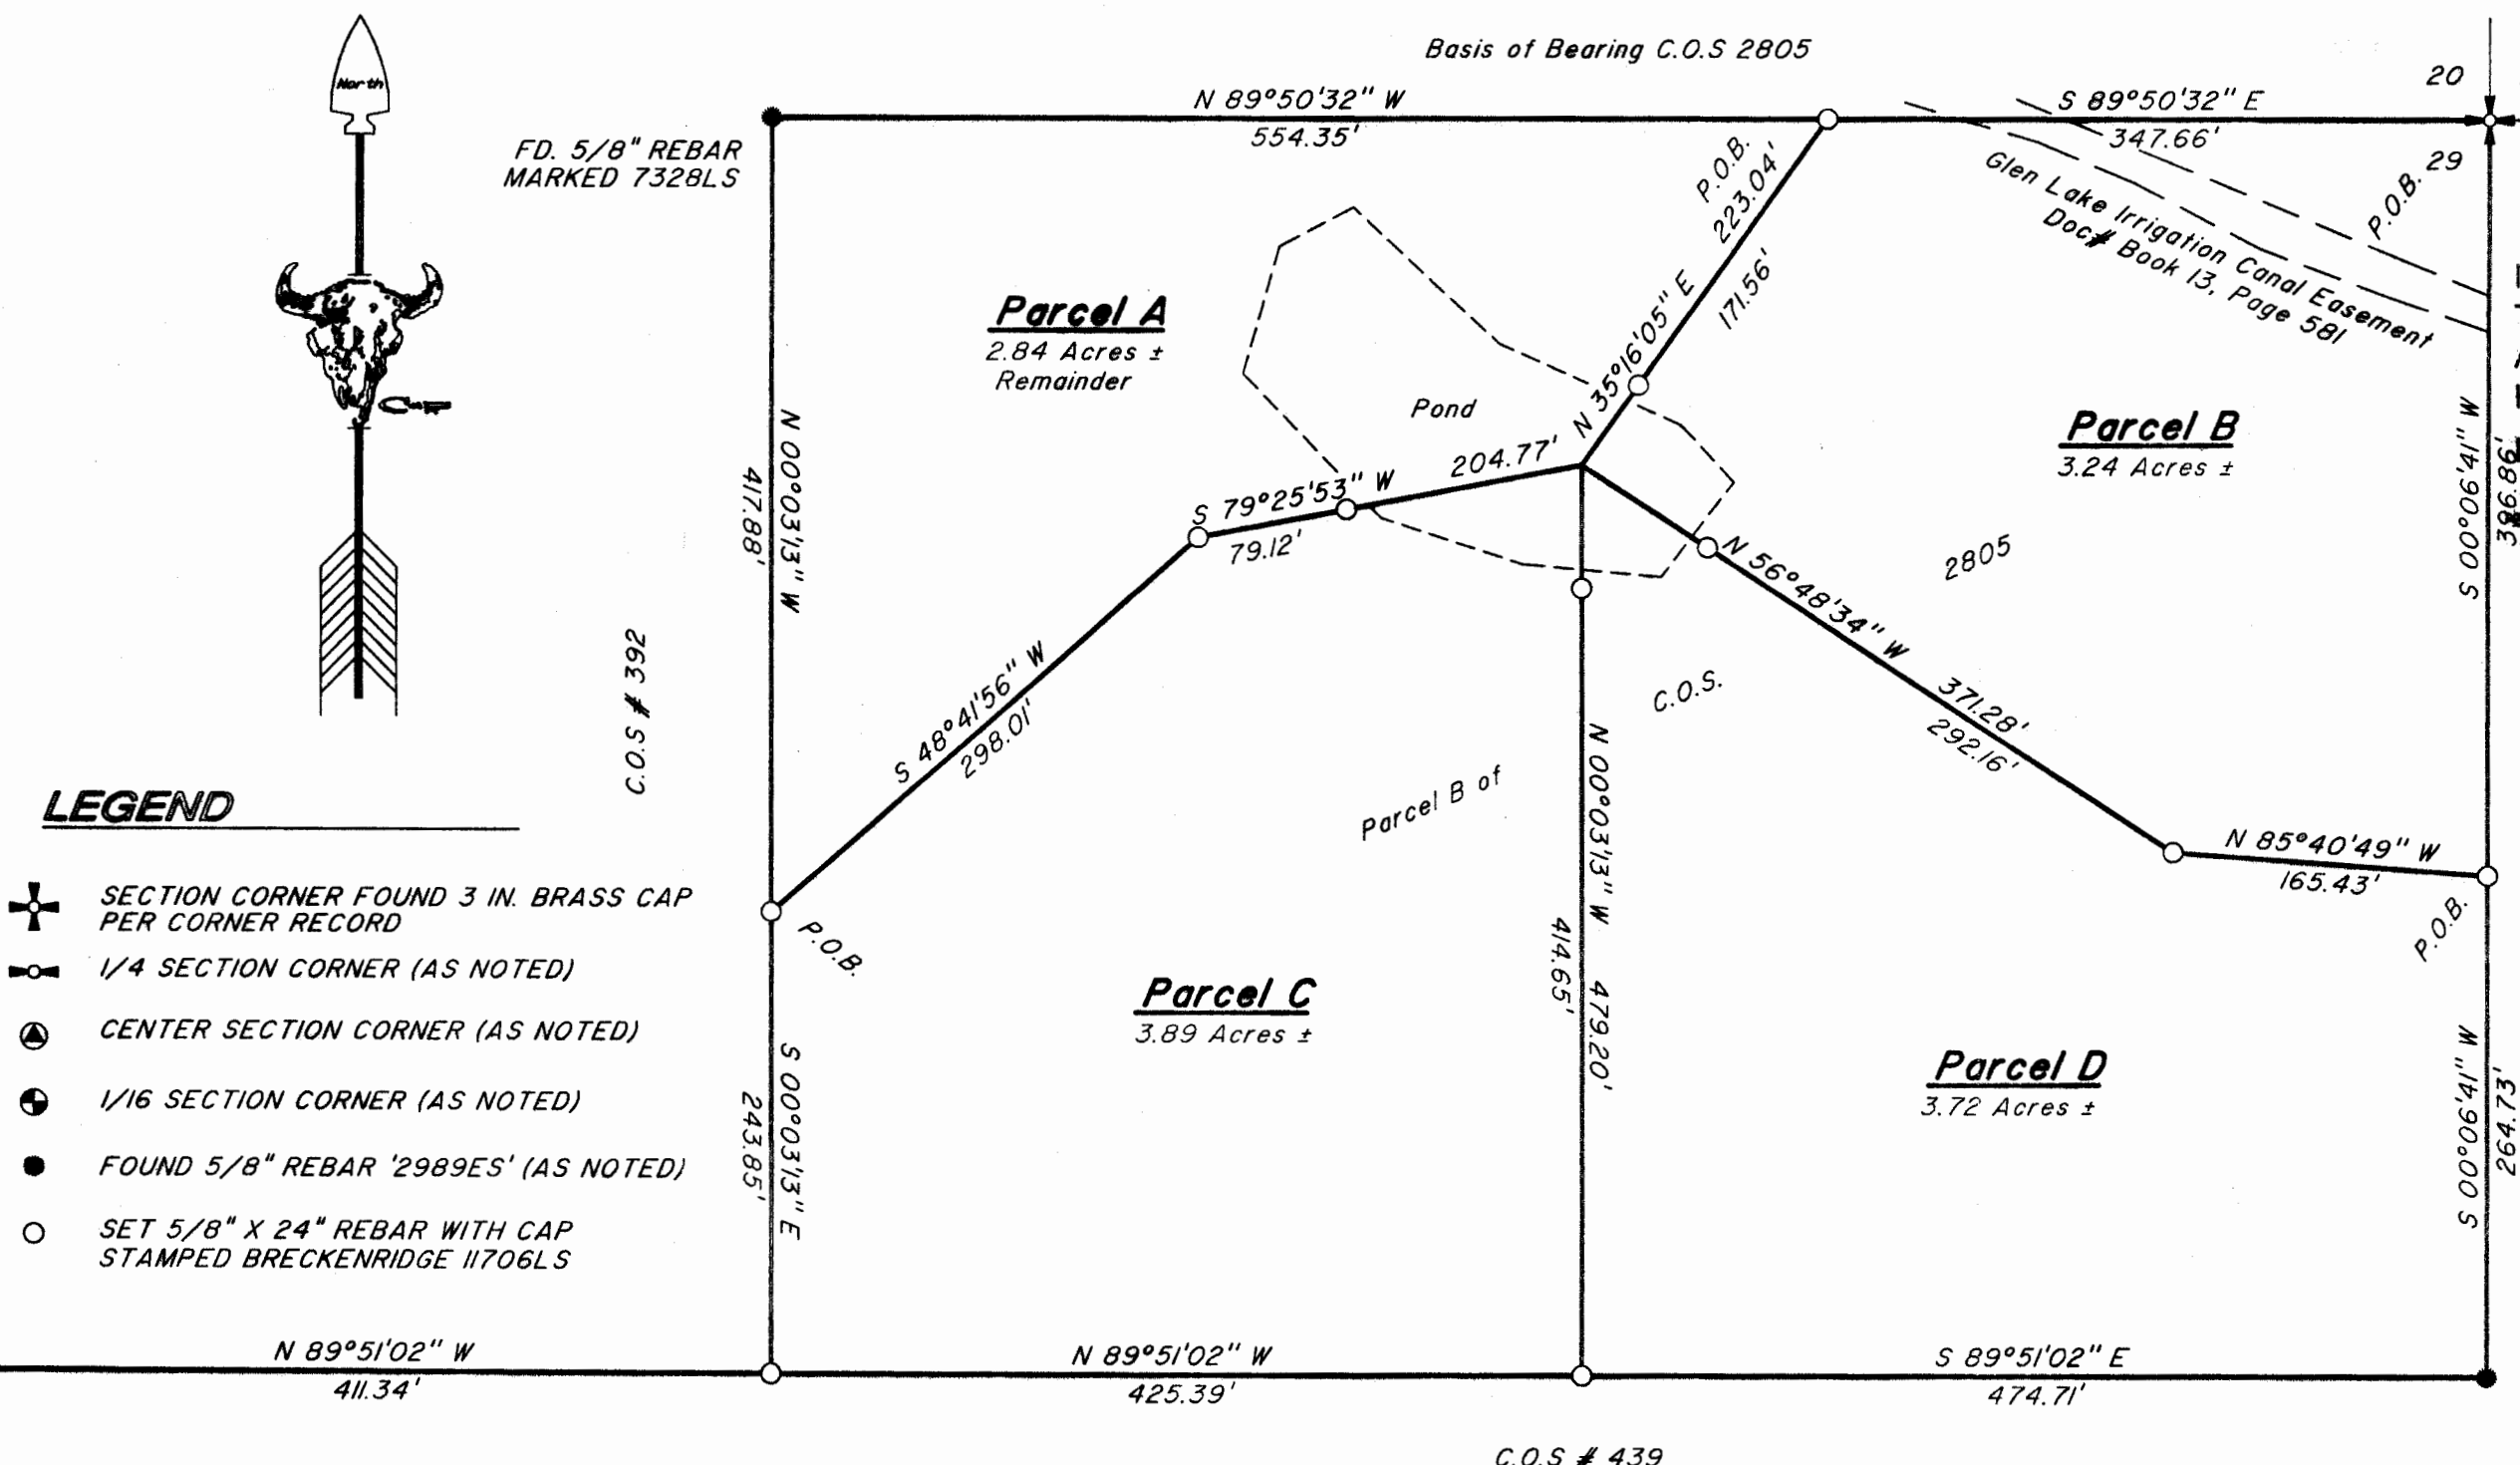 North
Basis of Bearing C.O.S 2805
20
N 89°50'32" W
554.35'
S 89°50'32" E
347.66'
29
FD. 5/8" REBAR
MARKED 7328LS
P.O.B.
223.04'
171.56'
N 35°16'05" E
P.O.B.
Glen Lake Irrigation Canal Easement
Doc# Book 13, Page 581
Parcel A
2.84 Acres ±
Remainder
Pond
Parcel B
3.24 Acres ±
N 00°03'13" W
417.88'
S 00°06'41" W
396.86'
S 79°25'53" W
204.77'
79.12'
N 56°48'34" W
371.28'
292.16'
2805
C.O.S.
Parcel B of
C.O.S # 392
S 48°41'56" W
298.01'
N 00°03'13" W
414.65'
479.20'
N 85°40'49" W
165.43'
P.O.B.
P.O.B.
Parcel C
3.89 Acres ±
Parcel D
3.72 Acres ±
S 00°03'13" E
243.85'
S 00°06'41" W
264.73'
LEGEND
SECTION CORNER FOUND 3 IN. BRASS CAP
PER CORNER RECORD
1/4 SECTION CORNER (AS NOTED)
CENTER SECTION CORNER (AS NOTED)
1/16 SECTION CORNER (AS NOTED)
FOUND 5/8" REBAR '2989ES' (AS NOTED)
SET 5/8" X 24" REBAR WITH CAP
STAMPED BRECKENRIDGE 11706LS
N 89°51'02" W
411.34'
N 89°51'02" W
425.39'
S 89°51'02" E
474.71'
C.O.S # 439